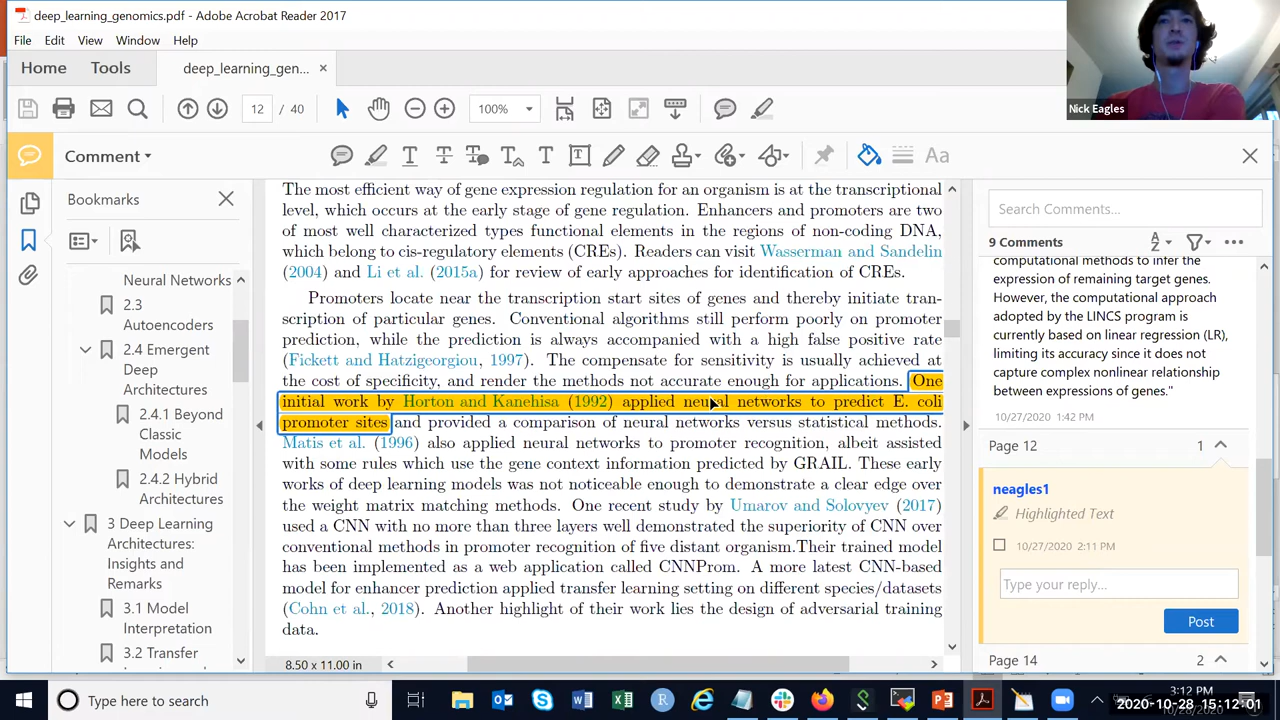 deep_learning_genomics.pdf - Adobe Acrobat Reader 2017
File Edit View Window Help
Home Tools deep_learning_gen... ×
12 / 40 100%
Nick Eagles
Comment
Bookmarks
Neural Networks
2.3
Autoencoders
2.4 Emergent
Deep
Architectures
2.4.1 Beyond
Classic
Models
2.4.2 Hybrid
Architectures
3 Deep Learning
Architectures:
Insights and
Remarks
3.1 Model
Interpretation
3.2 Transfer
The most efficient way of gene expression regulation for an organism is at the transcriptional
level, which occurs at the early stage of gene regulation. Enhancers and promoters are two
of most well characterized types functional elements in the regions of non-coding DNA,
which belong to cis-regulatory elements (CREs). Readers can visit Wasserman and Sandelin
(2004) and Li et al. (2015a) for review of early approaches for identification of CREs.
Promoters locate near the transcription start sites of genes and thereby initiate tran-
scription of particular genes. Conventional algorithms still perform poorly on promoter
prediction, while the prediction is always accompanied with a high false positive rate
(Fickett and Hatzigeorgiou, 1997). The compensate for sensitivity is usually achieved at
the cost of specificity, and render the methods not accurate enough for applications. One
initial work by Horton and Kanehisa (1992) applied neural networks to predict E. coli
promoter sites and provided a comparison of neural networks versus statistical methods.
Matis et al. (1996) also applied neural networks to promoter recognition, albeit assisted
with some rules which use the gene context information predicted by GRAIL. These early
works of deep learning models was not noticeable enough to demonstrate a clear edge over
the weight matrix matching methods. One recent study by Umarov and Solovyev (2017)
used a CNN with no more than three layers well demonstrated the superiority of CNN over
conventional methods in promoter recognition of five distant organism.Their trained model
has been implemented as a web application called CNNProm. A more latest CNN-based
model for enhancer prediction applied transfer learning setting on different species/datasets
(Cohn et al., 2018). Another highlight of their work lies the design of adversarial training
data.
8.50 x 11.00 in
Search Comments...
9 Comments
computational methods to infer the
expression of remaining target genes.
However, the computational approach
adopted by the LINCS program is
currently based on linear regression (LR),
limiting its accuracy since it does not
capture complex nonlinear relationship
between expressions of genes."
10/27/2020 1:42 PM
Page 12 1
neagles1
Highlighted Text
10/27/2020 2:11 PM
Type your reply...
Post
Page 14 2
Type here to search
3:12 PM
2020-10-28 15:12:01